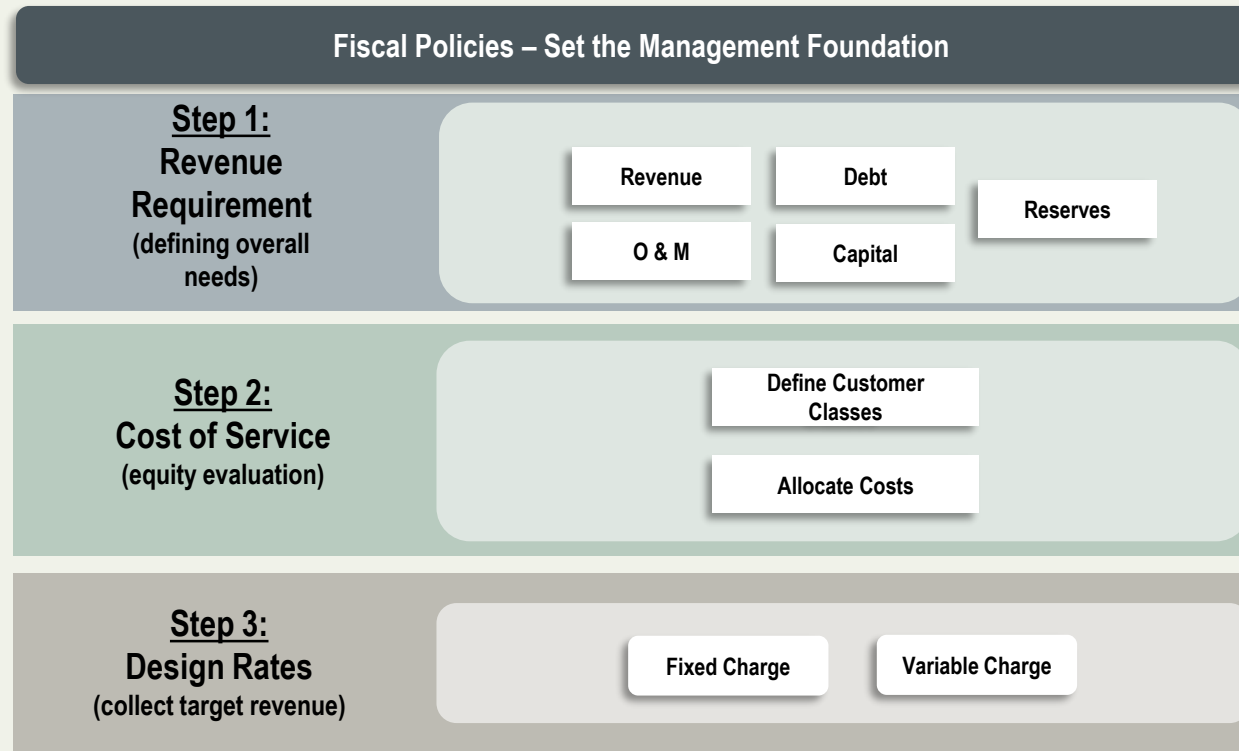 Fiscal Policies – Set the Management Foundation
Step 1:
Revenue
Requirement
(defining overall
needs)
Revenue
Debt
Reserves
O & M
Capital
Step 2:
Cost of Service
(equity evaluation)
Define Customer
Classes
Allocate Costs
Step 3:
Design Rates
(collect target revenue)
Fixed Charge
Variable Charge